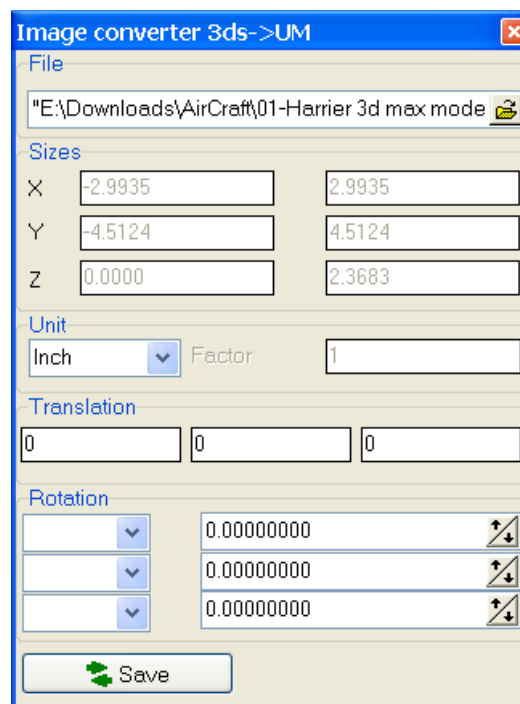 Image converter 3ds->UM
File
"E:\Downloads\AirCraft\01-Harrier 3d max mode
Sizes
X -2.9935 2.9935
Y -4.5124 4.5124
Z 0.0000 2.3683
Unit
Inch Factor 1
Translation
0 0 0
Rotation
0.00000000
0.00000000
0.00000000
Save